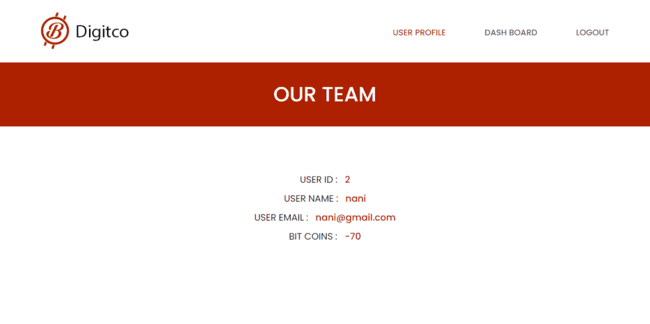 Digitco
USER PROFILE DASH BOARD LOGOUT
OUR TEAM
USER ID : 2
USER NAME : nani
USER EMAIL : nani@gmail.com
BIT COINS : -70